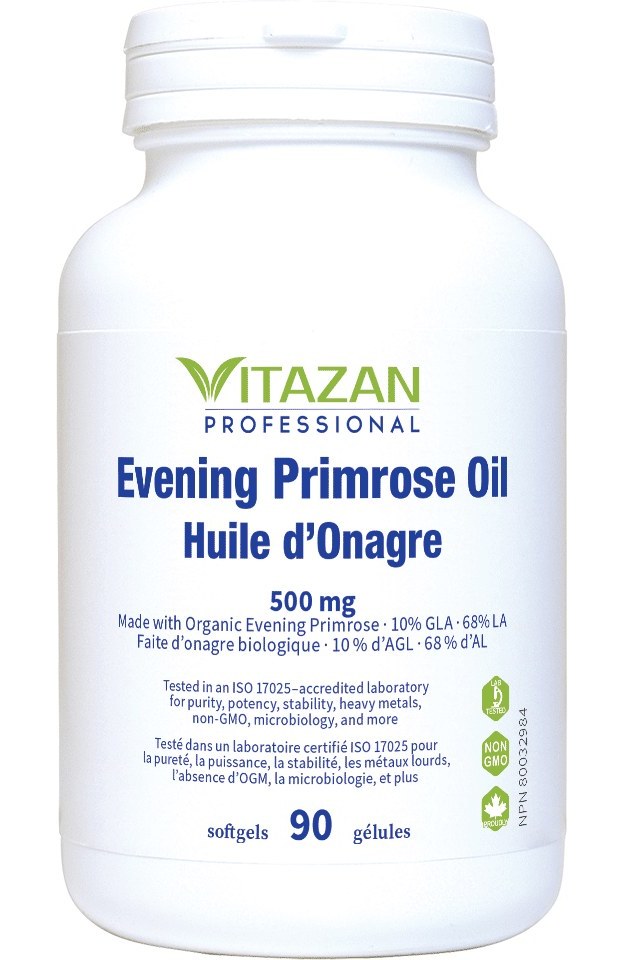 VITAZAN
PROFESSIONAL
Evening Primrose Oil
Huile d’Onagre
500 mg
Made with Organic Evening Primrose · 10% GLA · 68% LA
Faite d’onagre biologique · 10 % d’AGL · 68 % d’AL
Tested in an ISO 17025–accredited laboratory
for purity, potency, stability, heavy metals,
non-GMO, microbiology, and more
Testé dans un laboratoire certifié ISO 17025 pour
la pureté, la puissance, la stabilité, les métaux lourds,
l’absence d’OGM, la microbiologie, et plus
softgels 90 gélules
LAB
TESTED
NON
GMO
PROUDLY
NPN 80032984